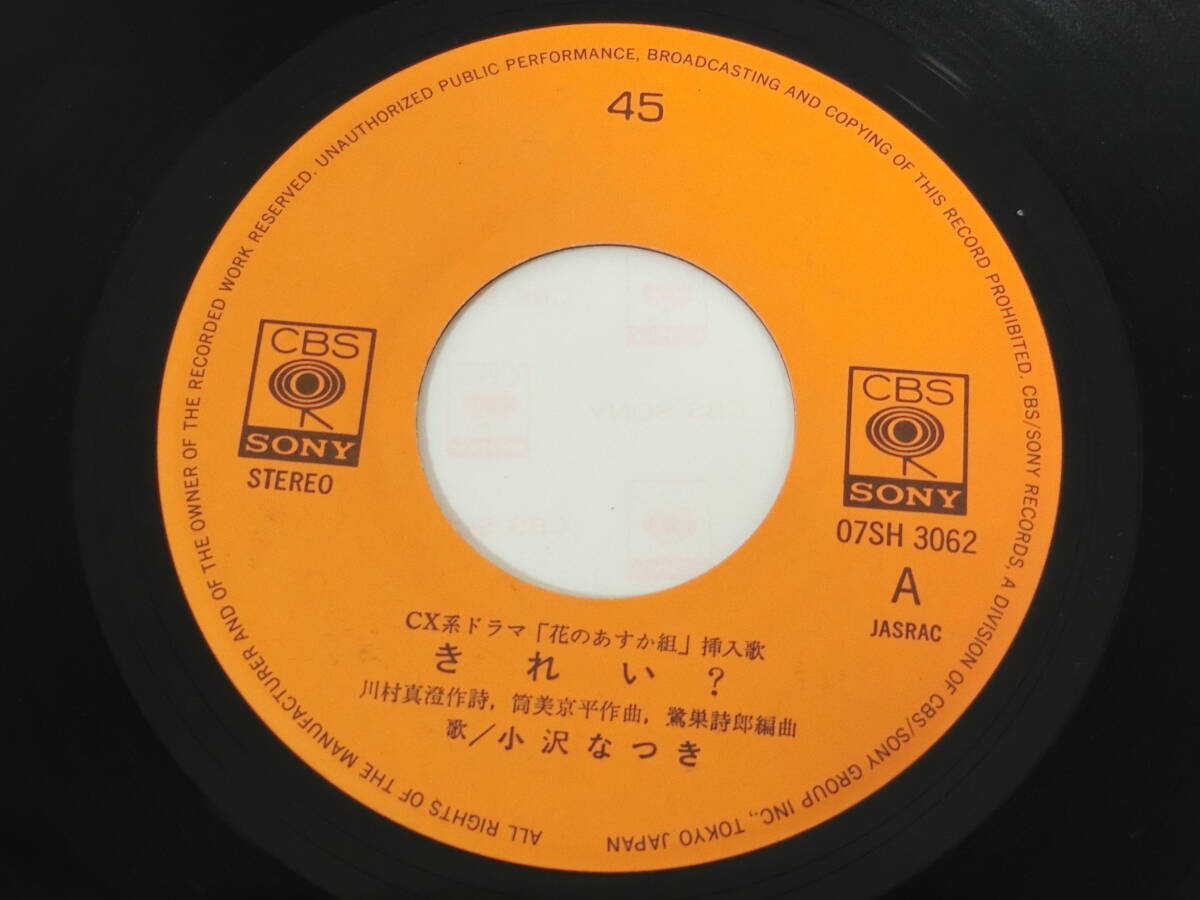 45
ALL RIGHTS OF THE MANUFACTURER AND OF THE OWNER OF THE RECORDED WORK RESERVED. UNAUTHORIZED PUBLIC PERFORMANCE, BROADCASTING AND COPYING OF THIS RECORD PROHIBITED. CBS/SONY RECORDS, A DIVISION OF CBS/SONY GROUP INC., TOKYO JAPAN
CBS
SONY
STEREO
CBS
SONY
07SH 3062
A
JASRAC
CX系ドラマ「花のあすか組」挿入歌
きれい?
川村真澄作詩, 筒美京平作曲, 鷺巣詩郎編曲
歌/小沢なつき